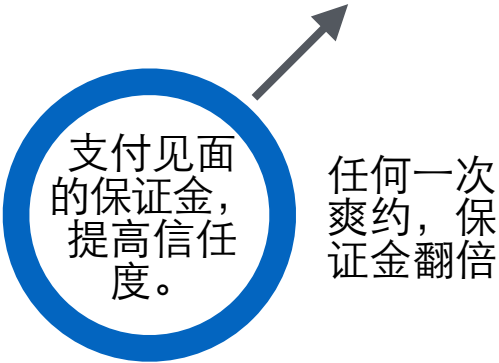 支付见面
的保证金，
提高信任
度。
任何一次
爽约，保
证金翻倍